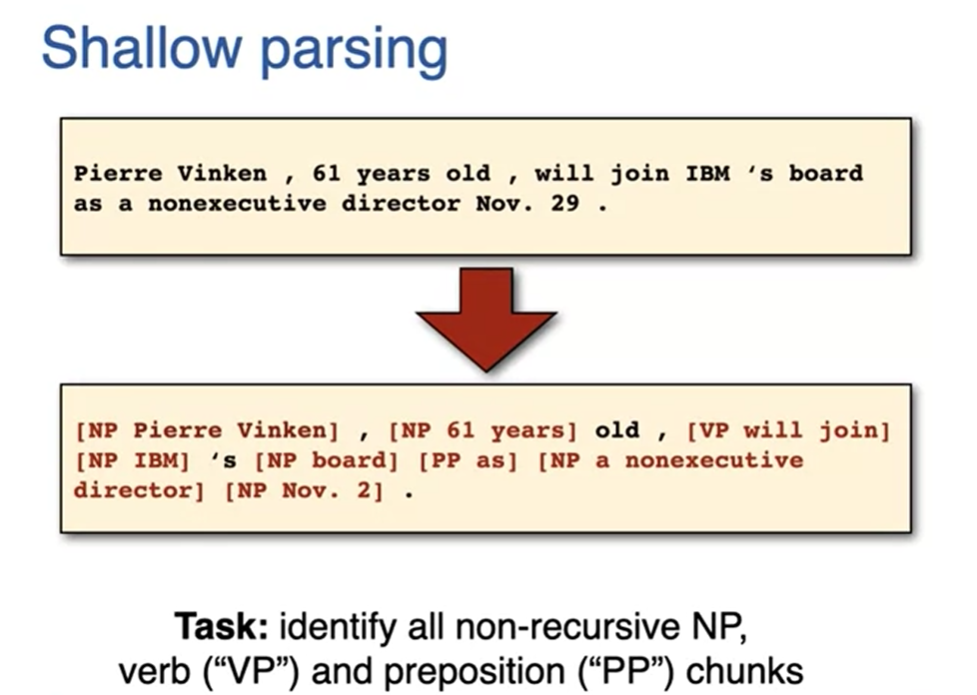 Shallow parsing
Pierre Vinken , 61 years old , will join IBM ‘s board
as a nonexecutive director Nov. 29 .
[NP Pierre Vinken] , [NP 61 years] old , [VP will join]
[NP IBM] ‘s [NP board] [PP as] [NP a nonexecutive
director] [NP Nov. 2] .
Task: identify all non-recursive NP,
verb (“VP”) and preposition (“PP”) chunks